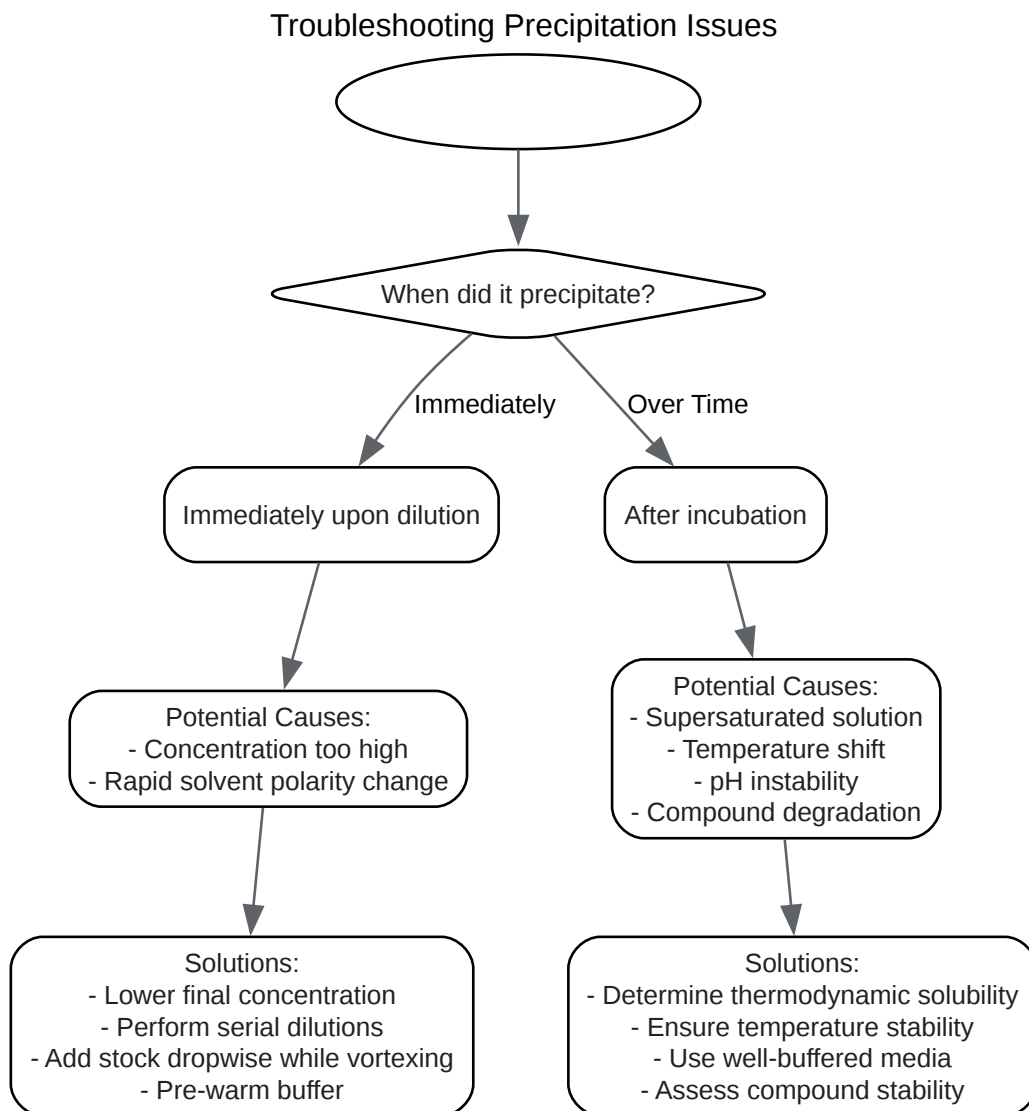 Troubleshooting Precipitation Issues
When did it precipitate?
Immediately
Over Time
Immediately upon dilution
After incubation
Potential Causes:
- Concentration too high
- Rapid solvent polarity change
Potential Causes:
- Supersaturated solution
- Temperature shift
- pH instability
- Compound degradation
Solutions:
- Lower final concentration
- Perform serial dilutions
- Add stock dropwise while vortexing
- Pre-warm buffer
Solutions:
- Determine thermodynamic solubility
- Ensure temperature stability
- Use well-buffered media
- Assess compound stability